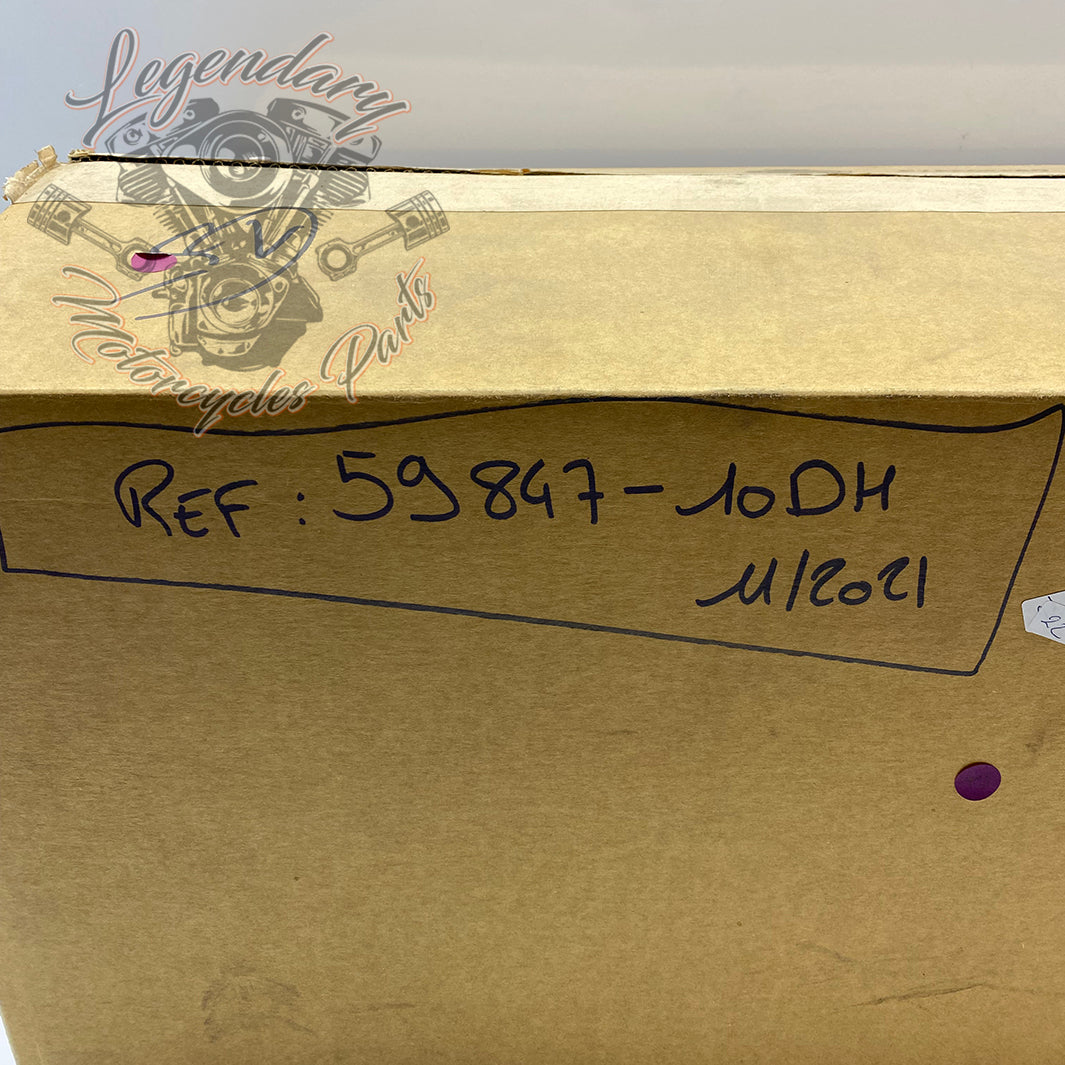 Legendary
Motorcycles Parts
REF : 59847-10DH
11/2021